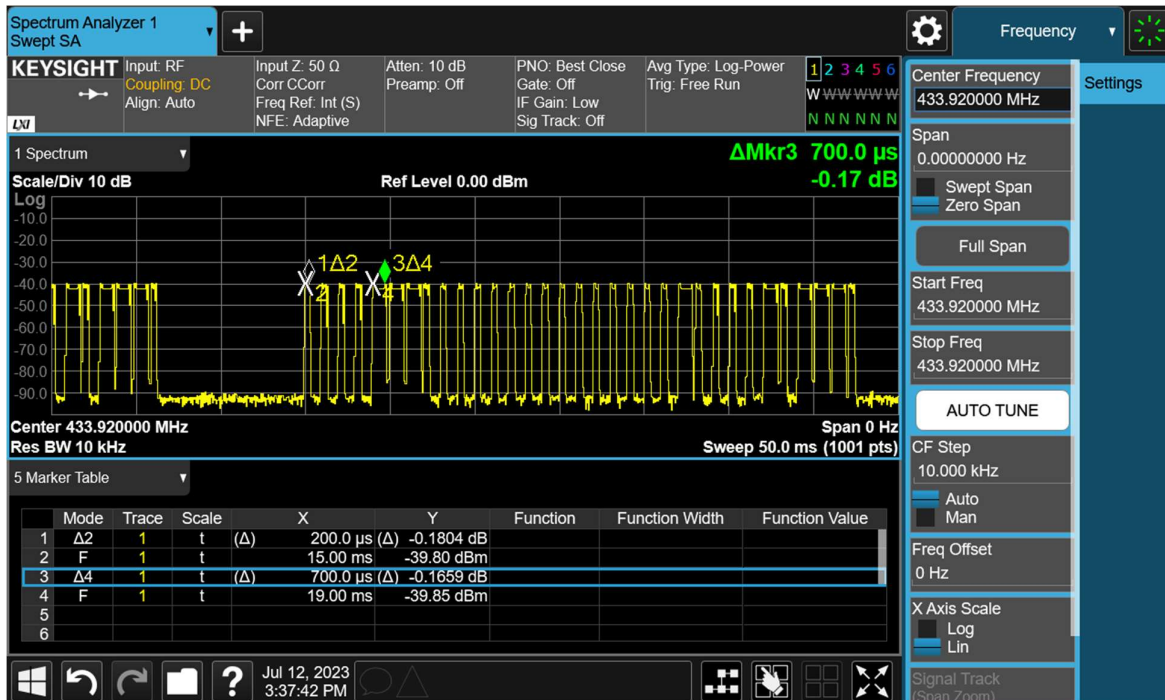 Spectrum Analyzer 1
Swept SA
+
Frequency
KEYSIGHT
LXI
Input: RF
Coupling: DC
Align: Auto
Input Z: 50 Ω
Corr CCorr
Freq Ref: Int (S)
NFE: Adaptive
Atten: 10 dB
Preamp: Off
PNO: Best Close
Gate: Off
IF Gain: Low
Sig Track: Off
Avg Type: Log-Power
Trig: Free Run
1 2 3 4 5 6
W W W W W W
N N N N N N
1 Spectrum
ΔMkr3 700.0 µs
-0.17 dB
Scale/Div 10 dB
Ref Level 0.00 dBm
Log
-10.0
-20.0
-30.0
-40.0
-50.0
-60.0
-70.0
-80.0
-90.0
1Δ2
X2
3Δ4
X4
Center 433.920000 MHz
Span 0 Hz
Res BW 10 kHz
Sweep 50.0 ms (1001 pts)
5 Marker Table
Mode Trace Scale X Y Function Function Width Function Value
1 Δ2 1 t (Δ) 200.0 µs (Δ) -0.1804 dB
2 F 1 t 15.00 ms -39.80 dBm
3 Δ4 1 t (Δ) 700.0 µs (Δ) -0.1659 dB
4 F 1 t 19.00 ms -39.85 dBm
5
6
?
Jul 12, 2023
3:37:42 PM
Center Frequency
433.920000 MHz
Settings
Span
0.00000000 Hz
Swept Span
Zero Span
Full Span
Start Freq
433.920000 MHz
Stop Freq
433.920000 MHz
AUTO TUNE
CF Step
10.000 kHz
Auto
Man
Freq Offset
0 Hz
X Axis Scale
Log
Lin
Signal Track
(Span Zoom)